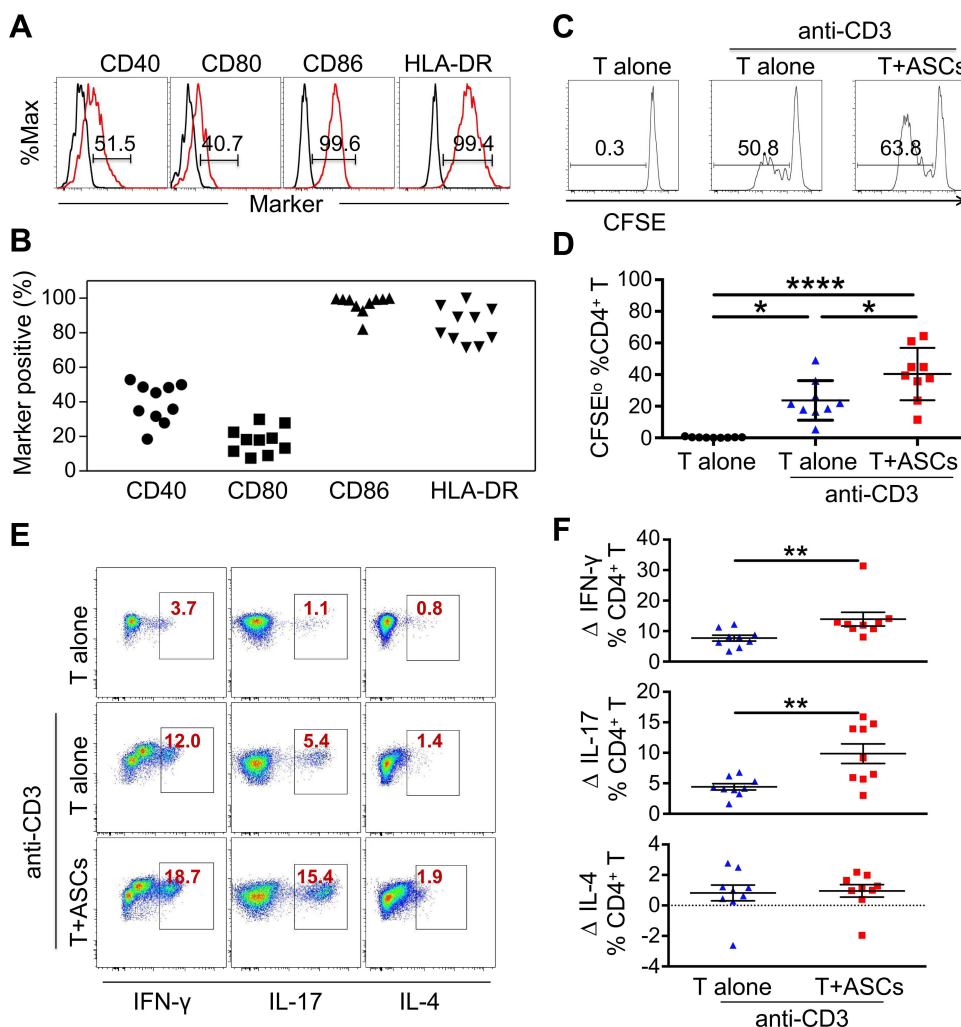 A
CD40 CD80 CD86 HLA-DR
%Max
51.5 40.7 99.6 99.4
Marker
B
Marker positive (%)
100
80
60
40
20
0
CD40 CD80 CD86 HLA-DR
C
anti-CD3
T alone T alone T+ASCs
0.3 50.8 63.8
CFSE
D
CFSElo %CD4+ T
100
80
60
40
20
0
**** 
* *
T alone T alone T+ASCs
anti-CD3
E
T alone
3.7 1.1 0.8
anti-CD3
T alone
12.0 5.4 1.4
T+ASCs
18.7 15.4 1.9
IFN-γ IL-17 IL-4
F
Δ IFN-γ
% CD4+ T
40
30
20
10
0
**
Δ IL-17
% CD4+ T
20
15
10
5
0
**
Δ IL-4
% CD4+ T
4
2
0
-2
-4
T alone T+ASCs
anti-CD3